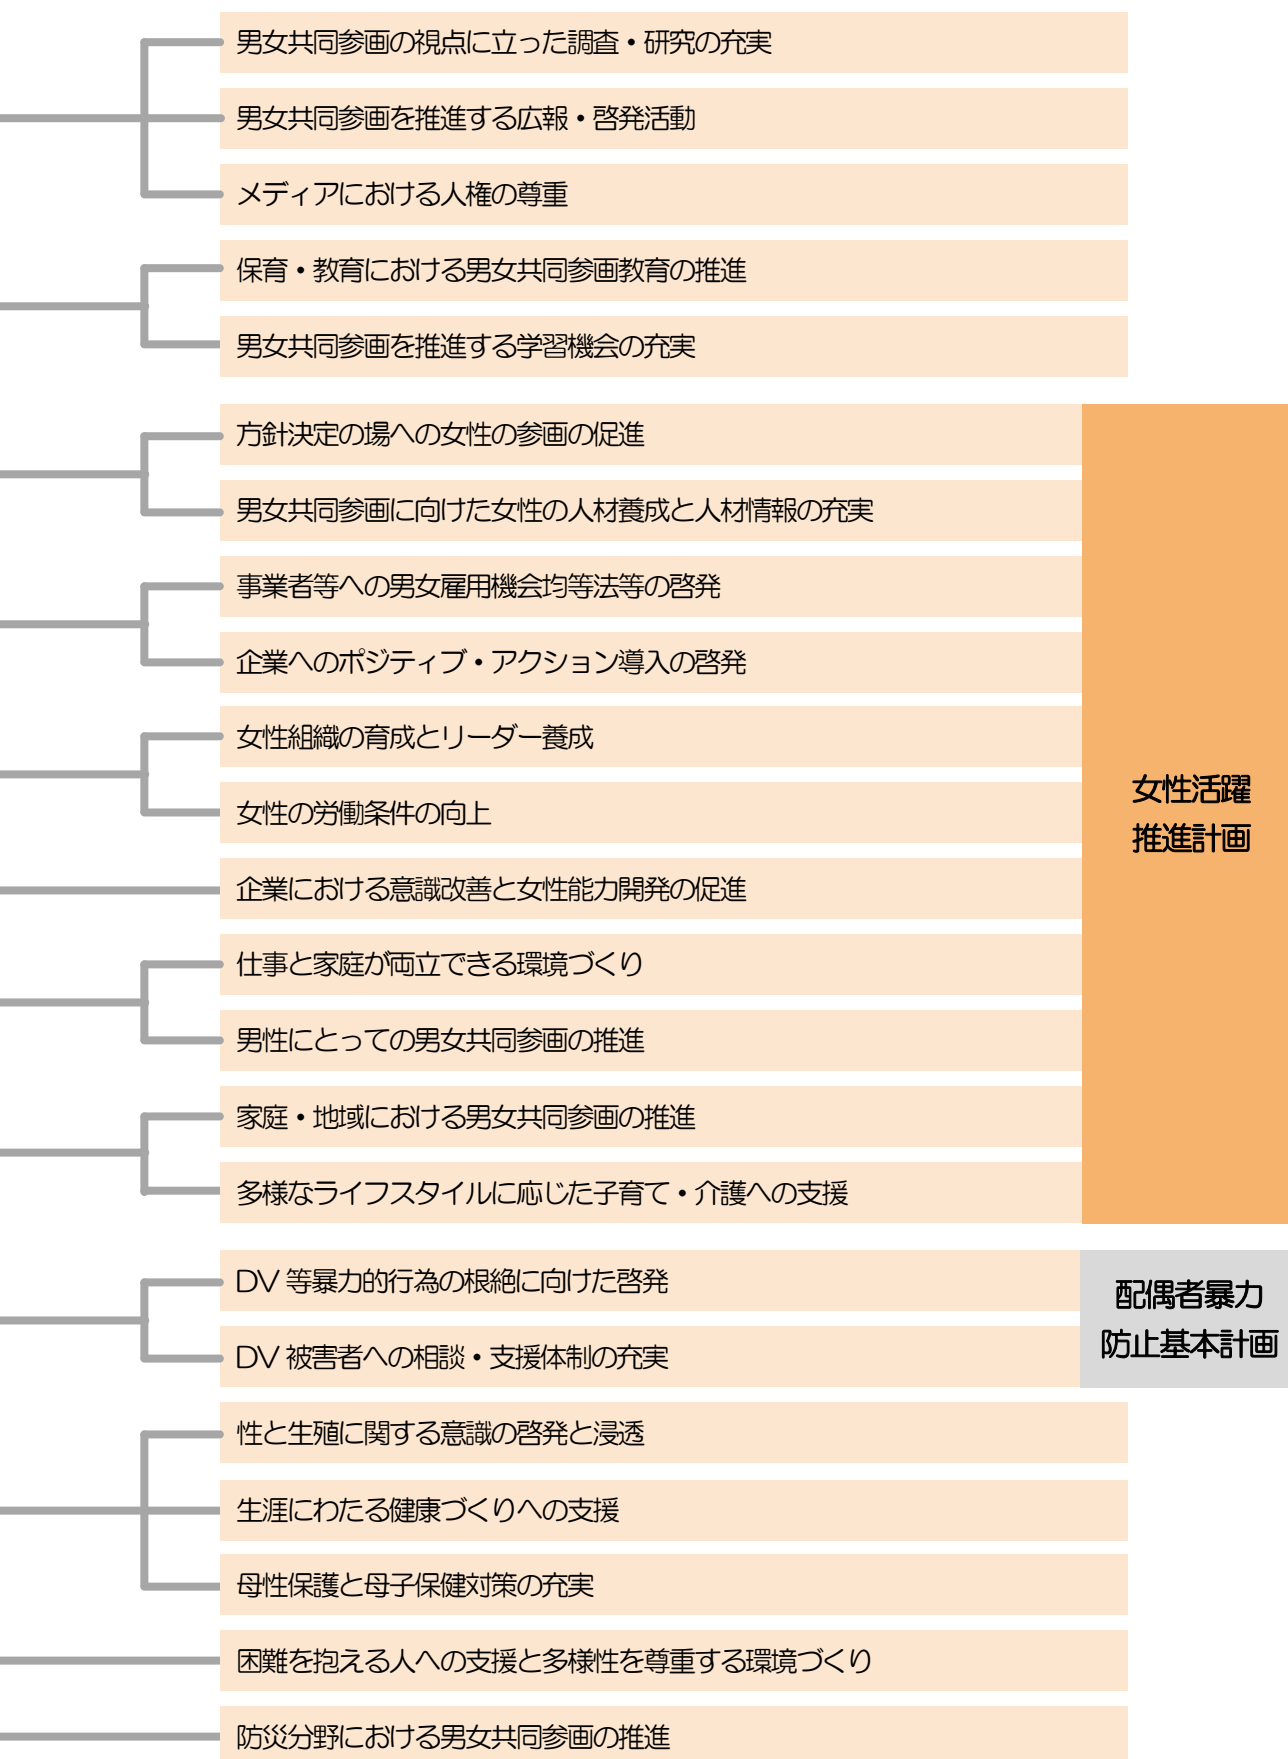 男女共同参画の視点に立った調査・研究の充実
男女共同参画を推進する広報・啓発活動
メディアにおける人権の尊重
保育・教育における男女共同参画教育の推進
男女共同参画を推進する学習機会の充実
方針決定の場への女性の参画の促進
男女共同参画に向けた女性の人材養成と人材情報の充実
事業者等への男女雇用機会均等法等の啓発
企業へのポジティブ・アクション導入の啓発
女性組織の育成とリーダー養成
女性の労働条件の向上
企業における意識改善と女性能力開発の促進
仕事と家庭が両立できる環境づくり
男性にとっての男女共同参画の推進
家庭・地域における男女共同参画の推進
多様なライフスタイルに応じた子育て・介護への支援
女性活躍
推進計画
DV 等暴力的行為の根絶に向けた啓発
DV 被害者への相談・支援体制の充実
配偶者暴力
防止基本計画
性と生殖に関する意識の啓発と浸透
生涯にわたる健康づくりへの支援
母性保護と母子保健対策の充実
困難を抱える人への支援と多様性を尊重する環境づくり
防災分野における男女共同参画の推進